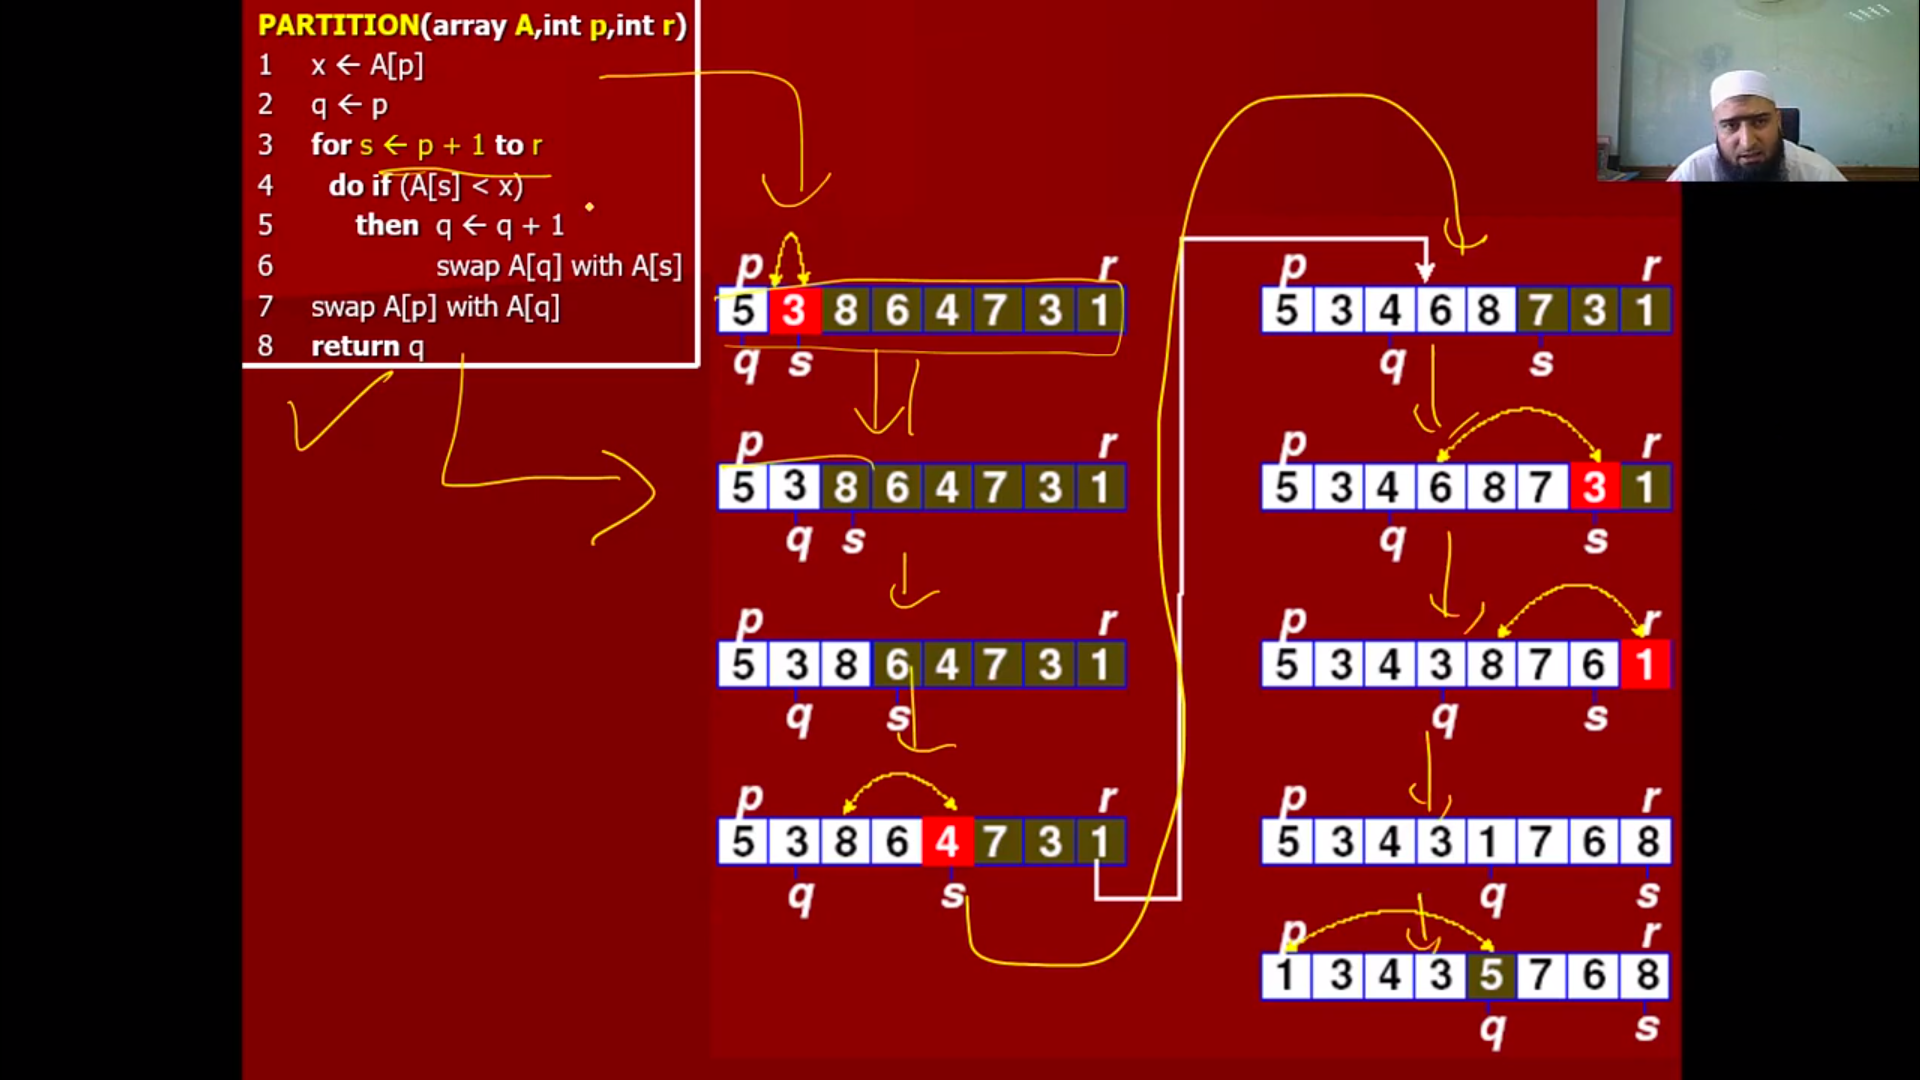 PARTITION(array A,int p,int r)
1 x ← A[p]
2 q ← p
3 for s ← p + 1 to r
4 do if (A[s] < x)
5 then q ← q + 1
6 swap A[q] with A[s]
7 swap A[p] with A[q]
8 return q
p r
5 3 8 6 4 7 3 1
q s
p r
5 3 8 6 4 7 3 1
q s
p r
5 3 8 6 4 7 3 1
q s
p r
5 3 8 6 4 7 3 1
q s
p r
5 3 4 6 8 7 3 1
q s
p r
5 3 4 6 8 7 3 1
q s
p r
5 3 4 3 8 7 6 1
q s
p r
5 3 4 3 1 7 6 8
q s
p r
1 3 4 3 5 7 6 8
q s